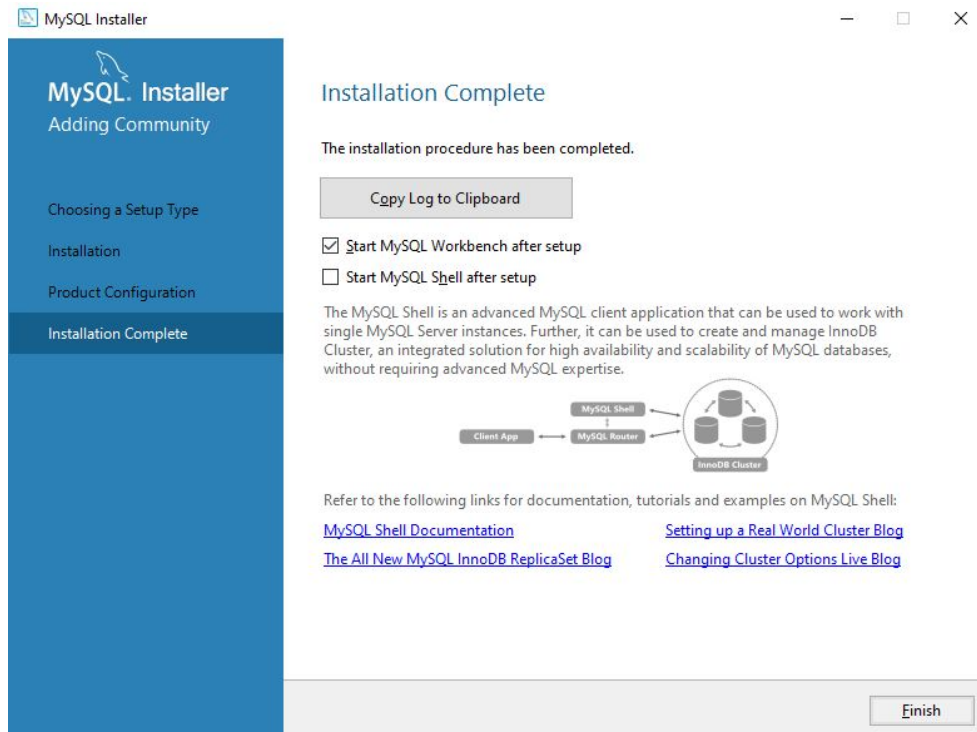 MySQL Installer
MySQL. Installer
Adding Community
Choosing a Setup Type
Installation
Product Configuration
Installation Complete
Installation Complete
The installation procedure has been completed.
Copy Log to Clipboard
Start MySQL Workbench after setup
Start MySQL Shell after setup
The MySQL Shell is an advanced MySQL client application that can be used to work with
single MySQL Server instances. Further, it can be used to create and manage InnoDB
Cluster, an integrated solution for high availability and scalability of MySQL databases,
without requiring advanced MySQL expertise.
MySQL Shell
Client App
MySQL Router
InnoDB Cluster
Refer to the following links for documentation, tutorials and examples on MySQL Shell:
MySQL Shell Documentation
Setting up a Real World Cluster Blog
The All New MySQL InnoDB ReplicaSet Blog
Changing Cluster Options Live Blog
Finish